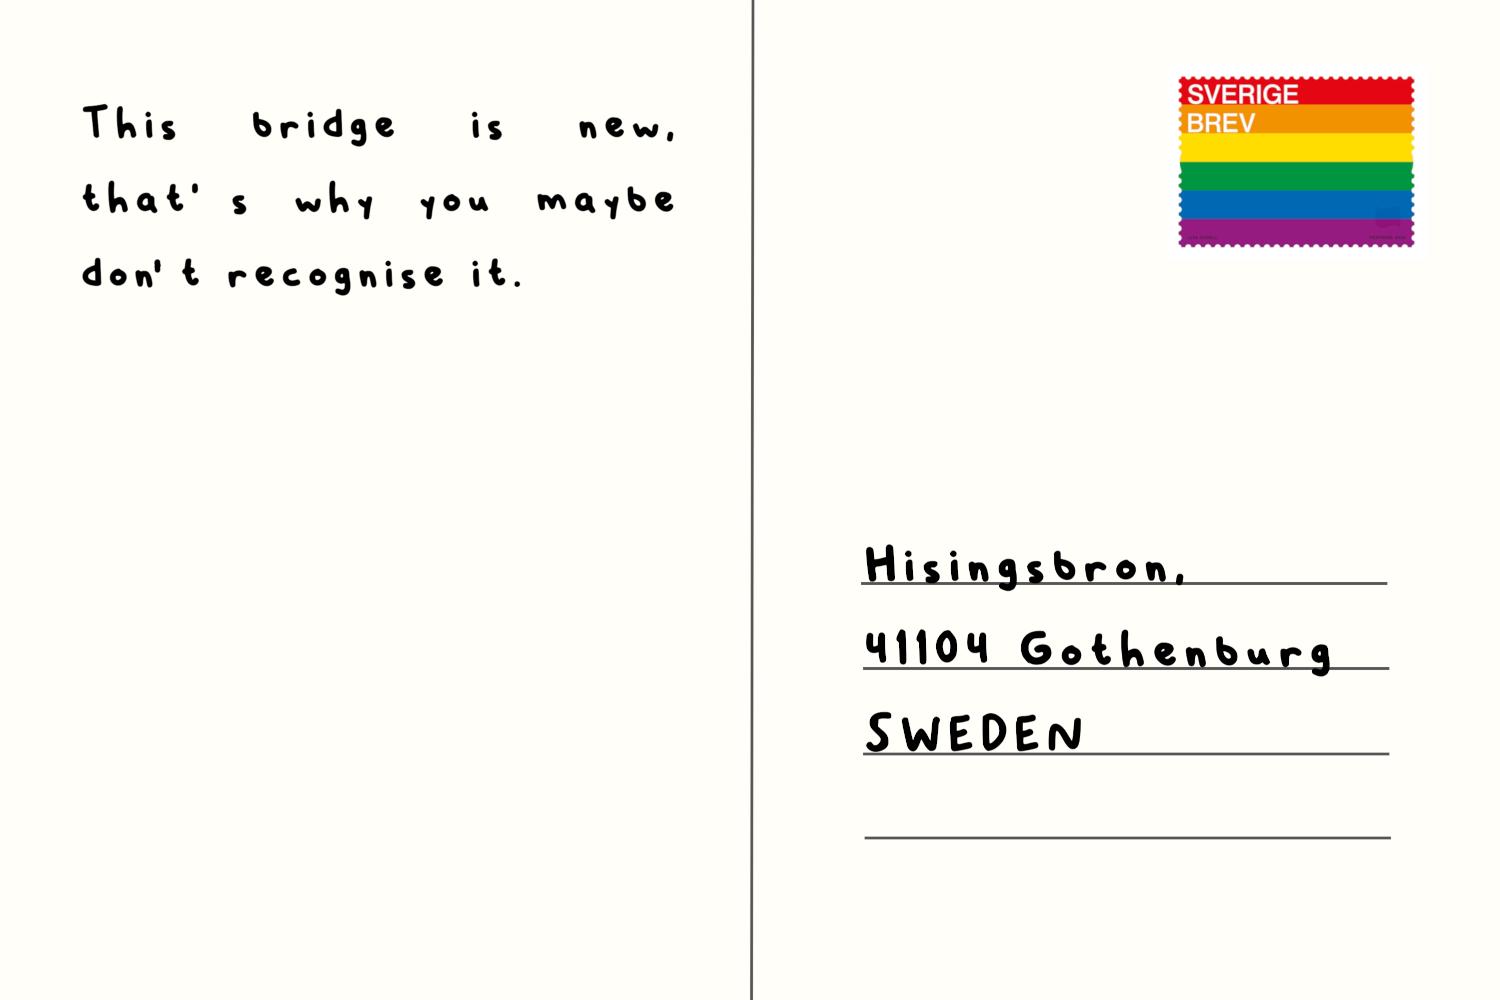 This bridge is new,
that's why you maybe
don't recognise it.
SVERIGE
BREV
Hisingsbron,
41104 Gothenburg
SWEDEN